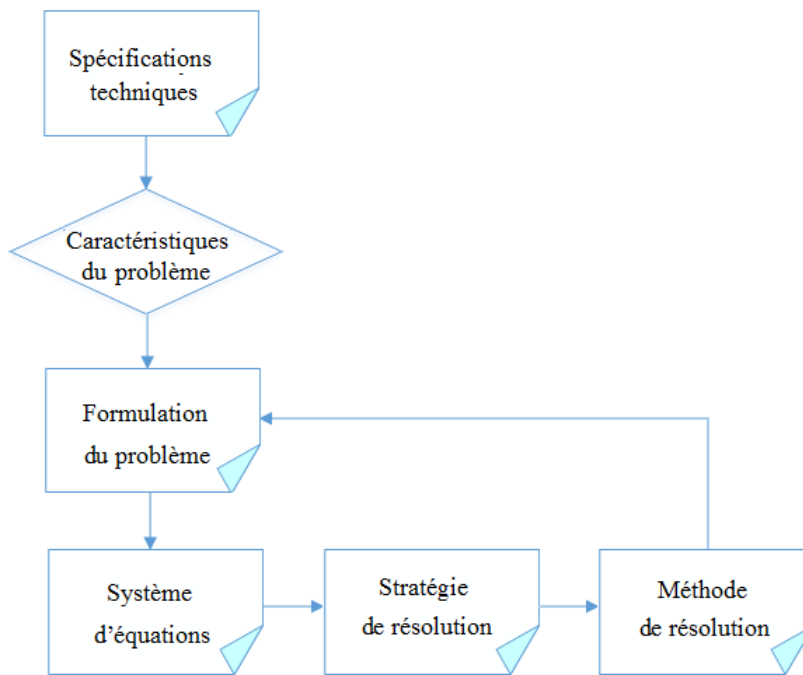 Spécifications
techniques
Caractéristiques
du problème
Formulation
du problème
Système
d'équations
Stratégie
de résolution
Méthode
de résolution